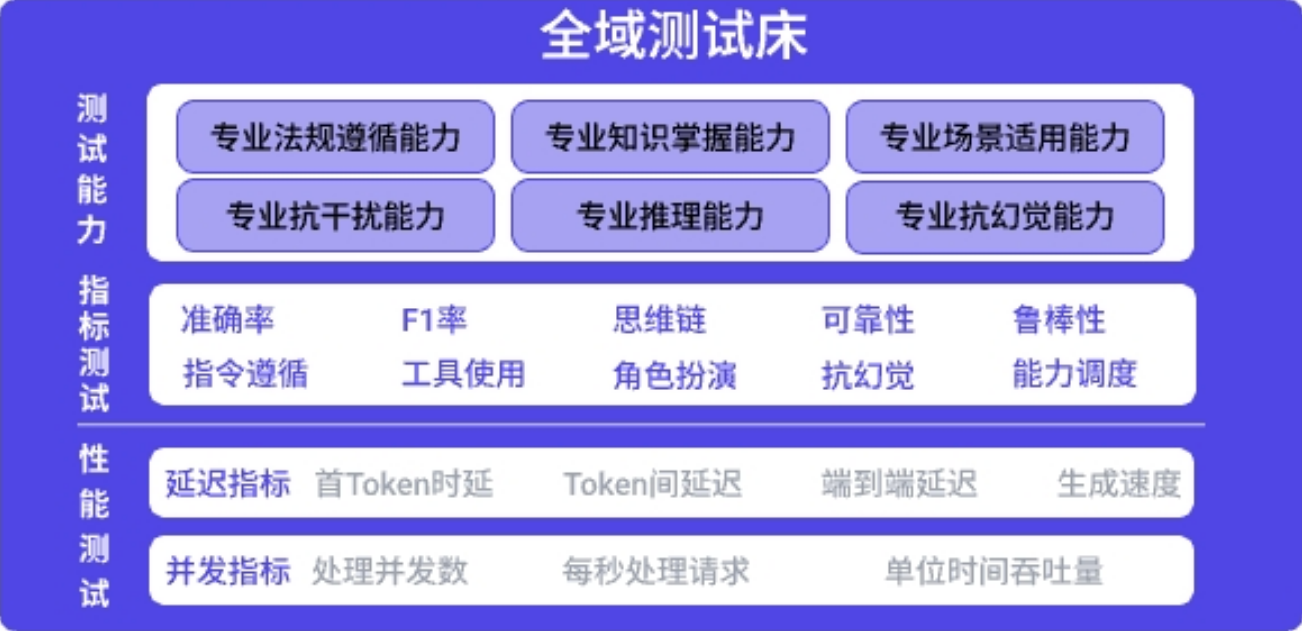 全域测试床
测试能力
专业法规遵循能力 专业知识掌握能力 专业场景适用能力
专业抗干扰能力 专业推理能力 专业抗幻觉能力
指标测试
准确率 F1率 思维链 可靠性 鲁棒性
指令遵循 工具使用 角色扮演 抗幻觉 能力调度
性能测试
延迟指标 首Token时延 Token间延迟 端到端延迟 生成速度
并发指标 处理并发数 每秒处理请求 单位时间吞吐量